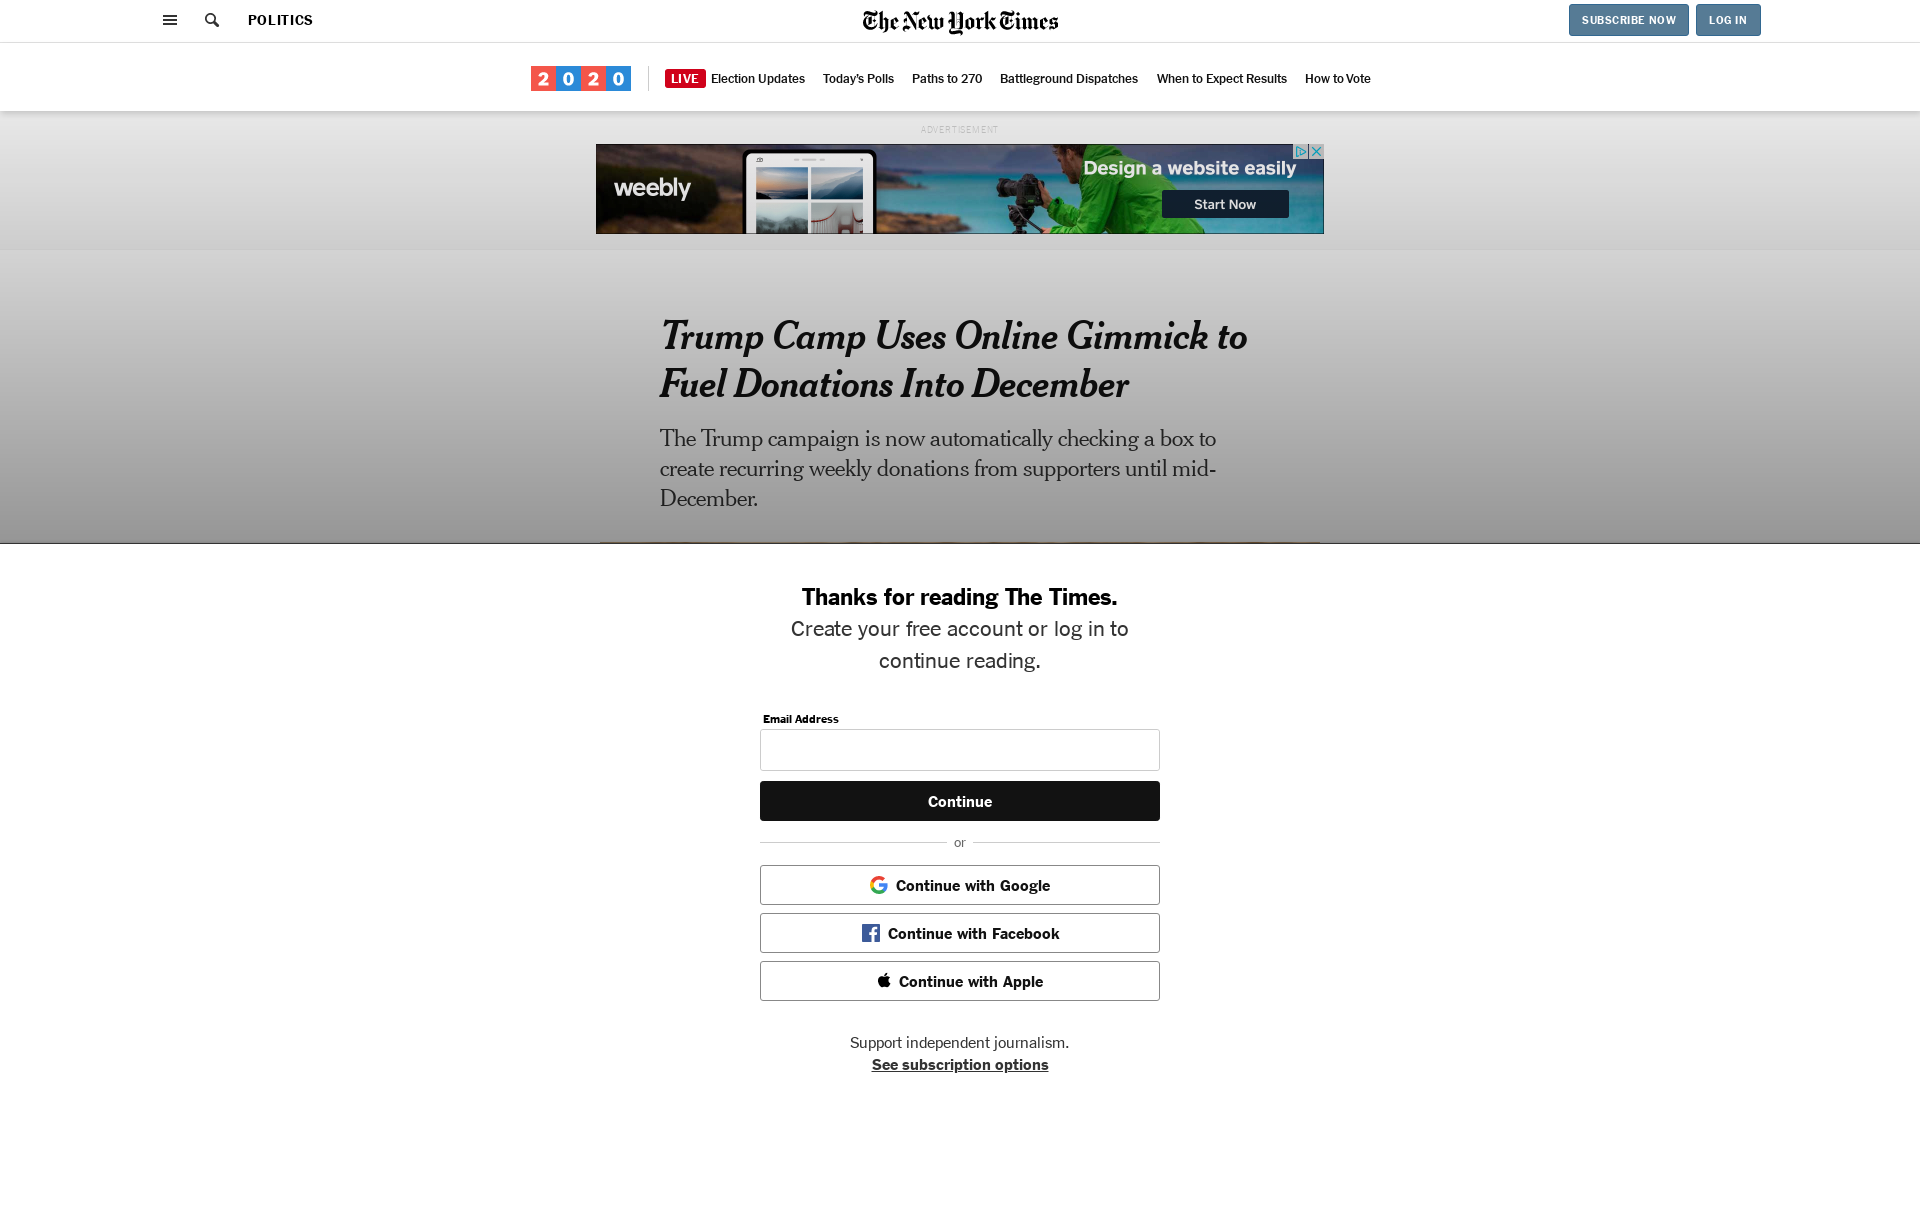 POLITICS
The New York Times
SUBSCRIBE NOW
LOG IN
2020
LIVE Election Updates Today's Polls Paths to 270 Battleground Dispatches When to Expect Results How to Vote
ADVERTISEMENT
weebly
Design a website easily
Start Now
Trump Camp Uses Online Gimmick to
Fuel Donations Into December
The Trump campaign is now automatically checking a box to
create recurring weekly donations from supporters until mid-
December.
Thanks for reading The Times.
Create your free account or log in to
continue reading.
Email Address
Continue
or
Continue with Google
Continue with Facebook
Continue with Apple
Support independent journalism.
See subscription options